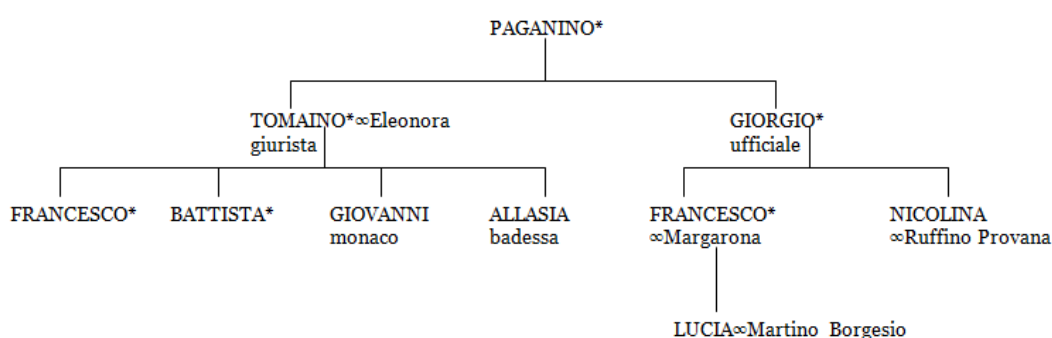 PAGANINO*
TOMAINO*∞Eleonora
giurista
GIORGIO*
ufficiale
FRANCESCO*
BATTISTA*
GIOVANNI
monaco
ALLASIA
badessa
FRANCESCO*
∞Margarona
NICOLINA
∞Ruffino Provana
LUCIA∞Martino Borgesio